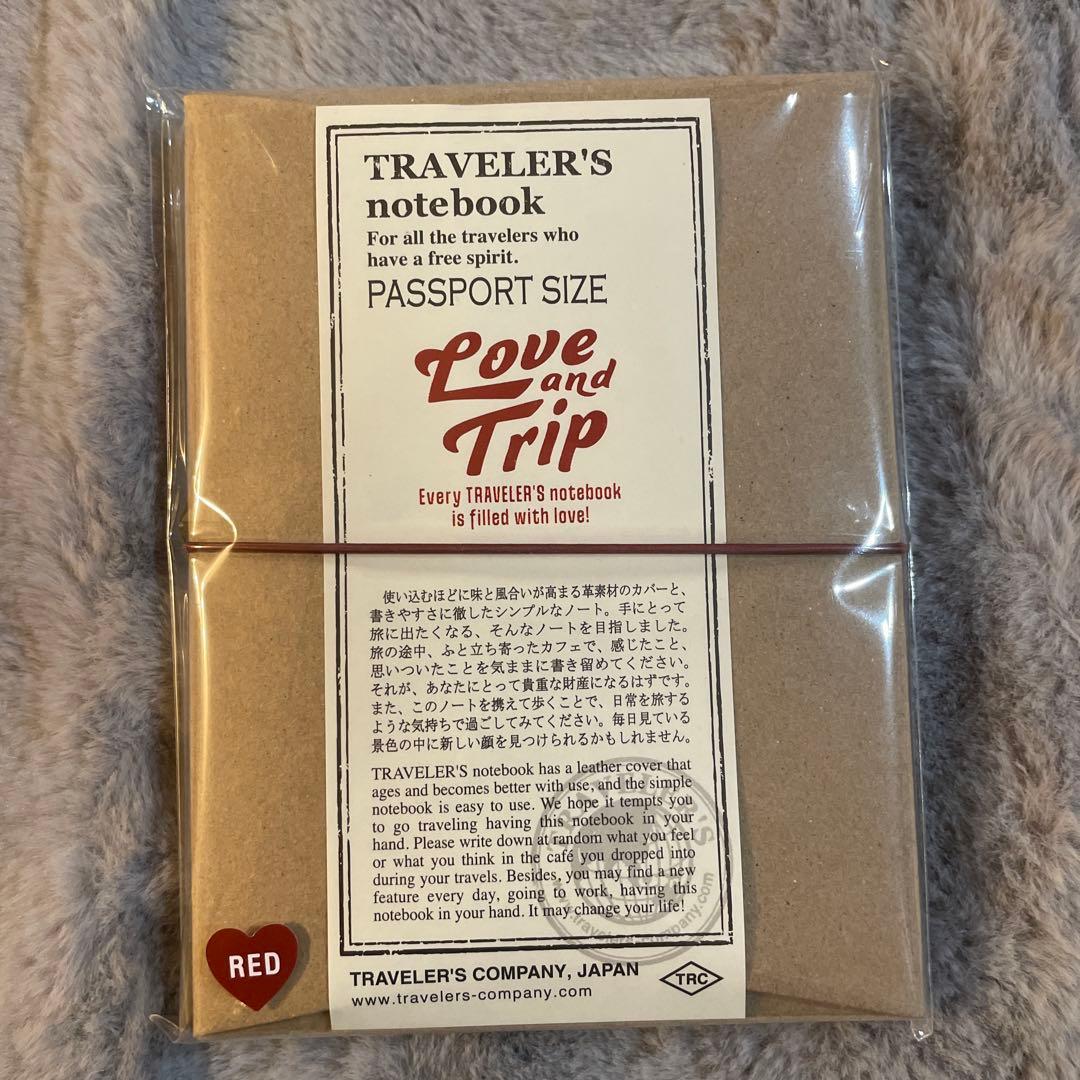 TRAVELER'S
notebook
For all the travelers who
have a free spirit.
PASSPORT SIZE
Love
and
Trip
Every TRAVELER'S notebook
is filled with love!
使い込むほどに味と風合いが高まる革素材のカバーと、
書きやすさに徹したシンプルなノート。手にとって
旅に出たくなる、そんなノートを目指しました。
旅の途中、ふと立ち寄ったカフェで、感じたこと、
思いついたことを気ままに書き留めてください。
それが、あなたにとって貴重な財産になるはずです。
また、このノートを携えて歩くことで、日常を旅する
ような気持ちで過ごしてみてください。毎日見ている
景色の中に新しい顔を見つけられるかもしれません。
TRAVELER'S notebook has a leather cover that
ages and becomes better with use, and the simple
notebook is easy to use. We hope it tempts you
to go traveling having this notebook in your
hand. Please write down at random what you feel
or what you think in the café you dropped into
during your travels. Besides, you may find a new
feature every day, going to work, having this
notebook in your hand. It may change your life!
TRAVELER'S
www.travelers-company.com
RED
TRAVELER'S COMPANY, JAPAN
TRC
www.travelers-company.com